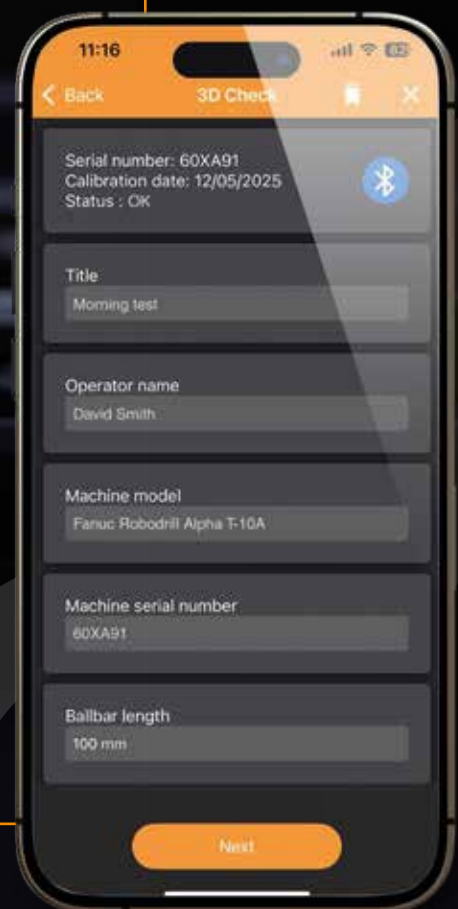 11:16
62
Back
3D Check
Serial number: 60XA91
Calibration date: 12/05/2025
Status : OK
Title
Morning test
Operator name
David Smith
Machine model
Fanuc Robodrill Alpha T-10A
Machine serial number
60XA91
Ballbar length
100 mm
Next